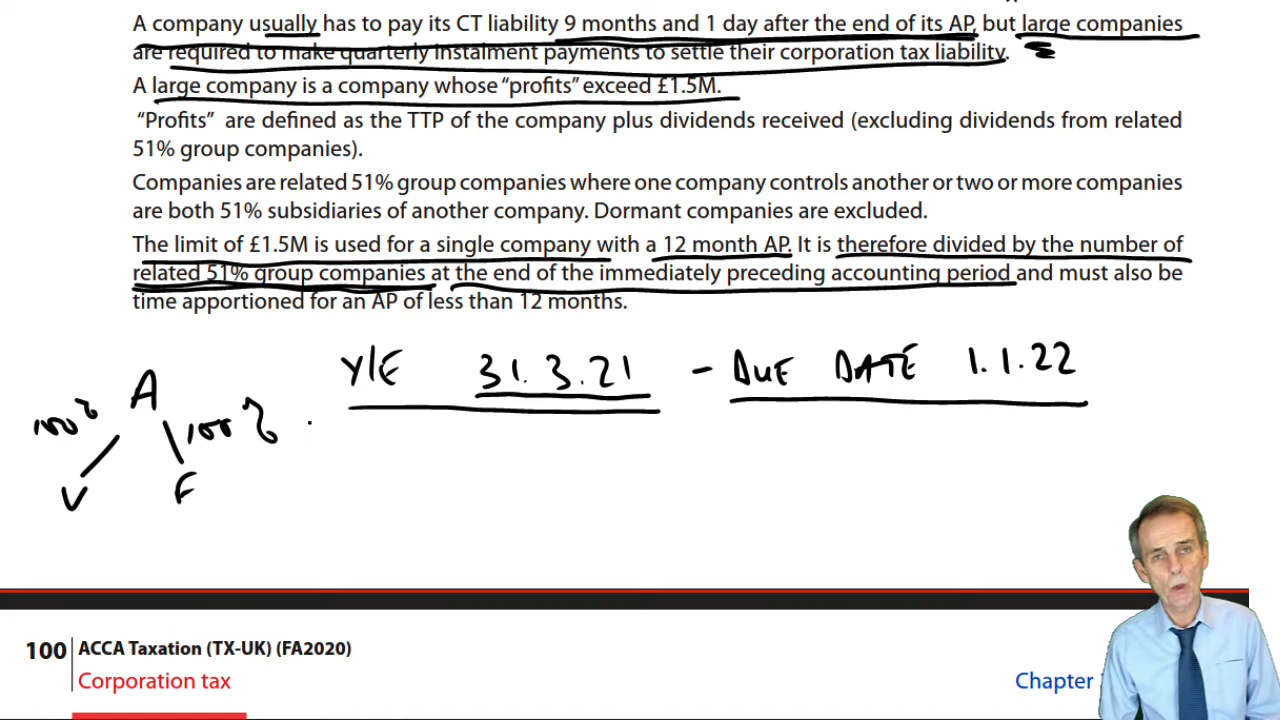 A company usually has to pay its CT liability 9 months and 1 day after the end of its AP, but large companies
are required to make quarterly instalment payments to settle their corporation tax liability.
A large company is a company whose “profits” exceed £1.5M.
“Profits” are defined as the TTP of the company plus dividends received (excluding dividends from related
51% group companies).
Companies are related 51% group companies where one company controls another or two or more companies
are both 51% subsidiaries of another company. Dormant companies are excluded.
The limit of £1.5M is used for a single company with a 12 month AP. It is therefore divided by the number of
related 51% group companies at the end of the immediately preceding accounting period and must also be
time apportioned for an AP of less than 12 months.
Y/E 31.3.21 - DUE DATE 1.1.22
A
100% 100%
V F
100 ACCA Taxation (TX-UK) (FA2020)
Corporation tax Chapter